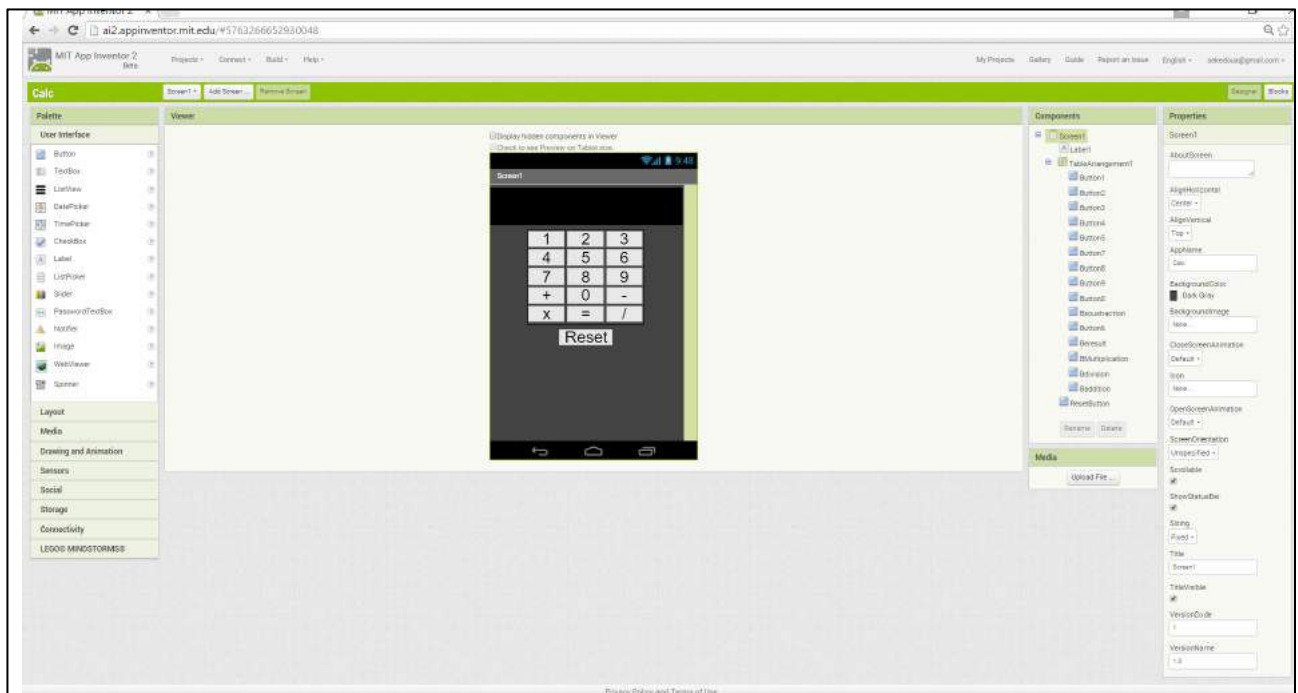 MIT App Inventor 2
ai2.appinventor.mit.edu/#5763266652930048
MIT App Inventor 2
Beta
Projects Connect Build Help
My Projects Gallery Guide Report an Issue English
Calc
Screen1 Add Screen ... Remove Screen
Designer Blocks
Palette
User Interface
Button
TextBox
ListView
DatePicker
TimePicker
CheckBox
Label
ListPicker
Slider
PasswordTextBox
Notifier
Image
WebViewer
Spinner
Layout
Media
Drawing and Animation
Sensors
Social
Storage
Connectivity
LEGO® MINDSTORMS®
Viewer
Display hidden components in Viewer
Check to see Preview on Tablet size.
9:48
Screen1
1 2 3
4 5 6
7 8 9
+ 0 -
x = /
Reset
Components
Screen1
Label1
TableArrangement1
Button1
Button2
Button3
Button4
Button5
Button7
Button8
Button9
Button0
Button6
Bdivision
Baddition
ResetButton
Rename Delete
Media
Upload File ...
Properties
Screen1
AboutScreen
AlignHorizontal
Center
AlignVertical
Top
AppName
Calc
BackgroundColor
Dark Gray
BackgroundImage
None...
CloseScreenAnimation
Default
Icon
None...
OpenScreenAnimation
Default
ScreenOrientation
Unspecified
Scrollable
ShowStatusBar
Sizing
Fixed
Title
Screen1
TitleVisible
VersionCode
1
VersionName
1.0
Privacy Policy and Terms of Use